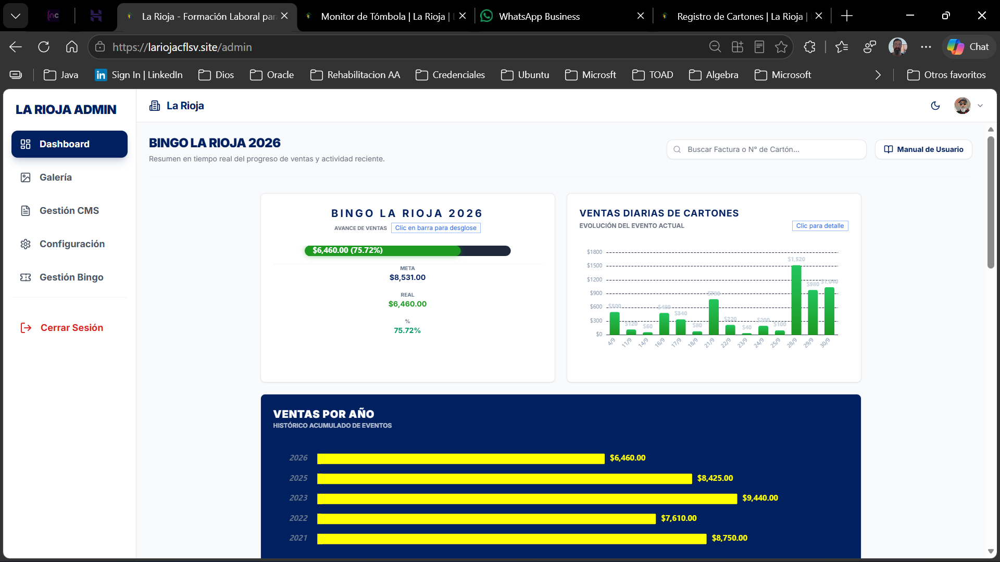 La Rioja - Formación Laboral par
Monitor de Tómbola | La Rioja |
WhatsApp Business
Registro de Cartones | La Rioja |
https://lariojacflsv.site/admin
Chat
Java
Sign In | LinkedIn
Dios
Oracle
Rehabilitacion AA
Credenciales
Ubuntu
Microsft
TOAD
Algebra
Microsoft
Otros favoritos
LA RIOJA ADMIN
Dashboard
Galería
Gestión CMS
Configuración
Gestión Bingo
Cerrar Sesión
La Rioja
BINGO LA RIOJA 2026
Resumen en tiempo real del progreso de ventas y actividad reciente.
Buscar Factura o N° de Cartón...
Manual de Usuario
BINGO LA RIOJA 2026
AVANCE DE VENTAS Clic en barra para desglose
$6,460.00 (75.72%)
META
$8,531.00
REAL
$6,460.00
%
75.72%
VENTAS DIARIAS DE CARTONES
EVOLUCIÓN DEL EVENTO ACTUAL
Clic para detalle
$1800
$1500
$1200
$900
$600
$300
$0
$500
$120
$60
$480
$340
$80
$780
$220
$40
$200
$100
$1,520
$980
$1,040
4/9
11/9
14/9
16/9
17/9
18/9
21/9
22/9
23/9
24/9
25/9
28/9
29/9
30/9
VENTAS POR AÑO
HISTÓRICO ACUMULADO DE EVENTOS
2026 $6,460.00
2025 $8,425.00
2023 $9,440.00
2022 $7,610.00
2021 $8,750.00